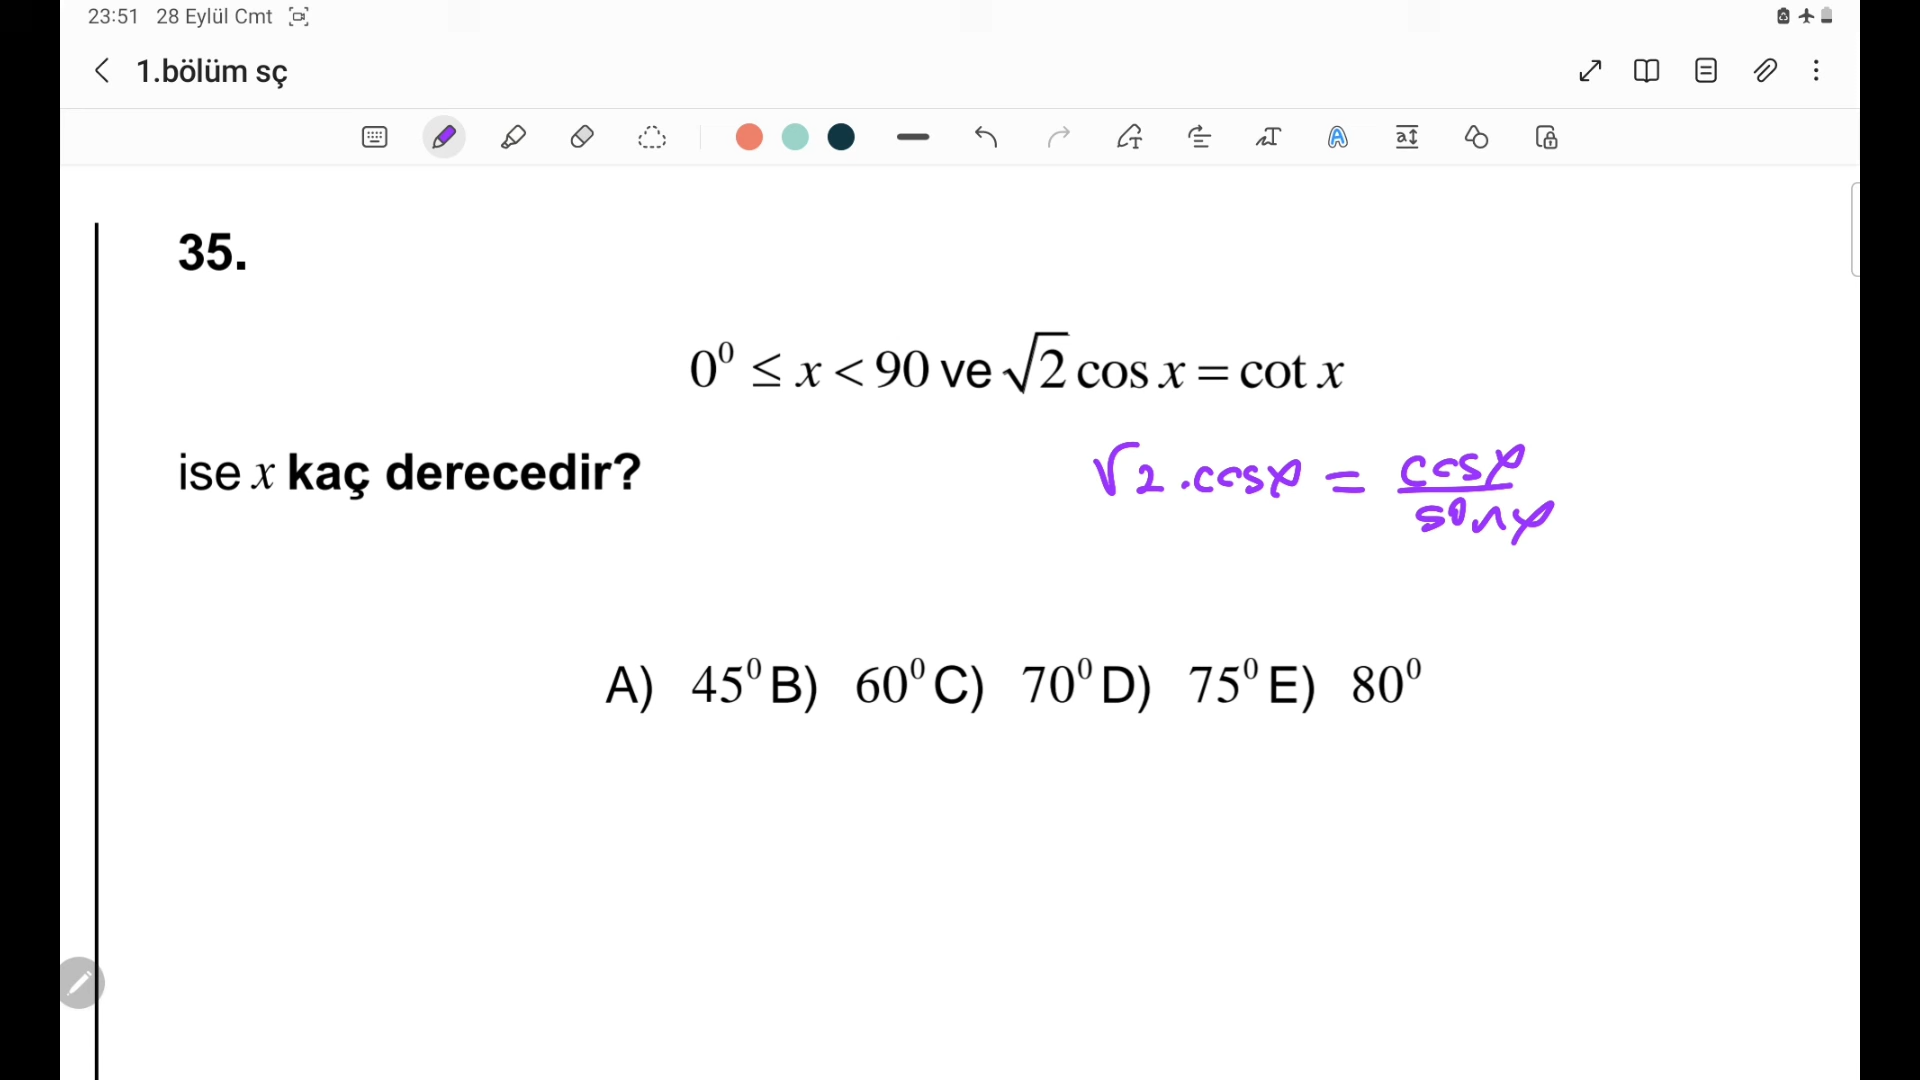 23:51 28 Eylül Cmt
1.bölüm sç
35.
0⁰ ≤ x < 90 ve √2 cos x = cot x
ise x kaç derecedir?
√2 . cosx = cosx / sinx
A) 45⁰ B) 60⁰ C) 70⁰ D) 75⁰ E) 80⁰